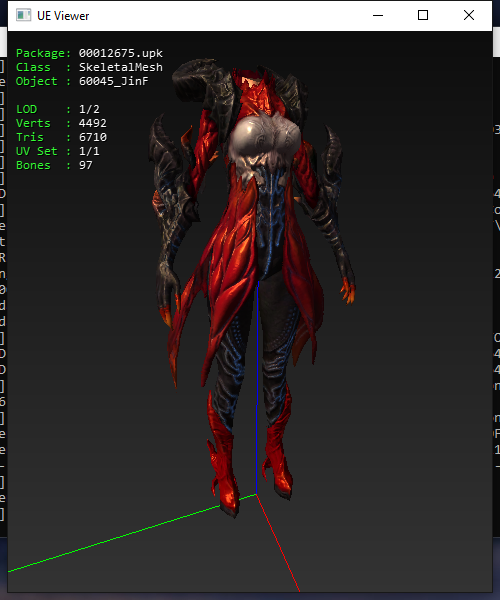 UE Viewer
Package: 00012675.upk
Class : SkeletalMesh
Object : 60045_JinF
LOD : 1/2
Verts : 4492
Tris : 6710
UV Set : 1/1
Bones : 97